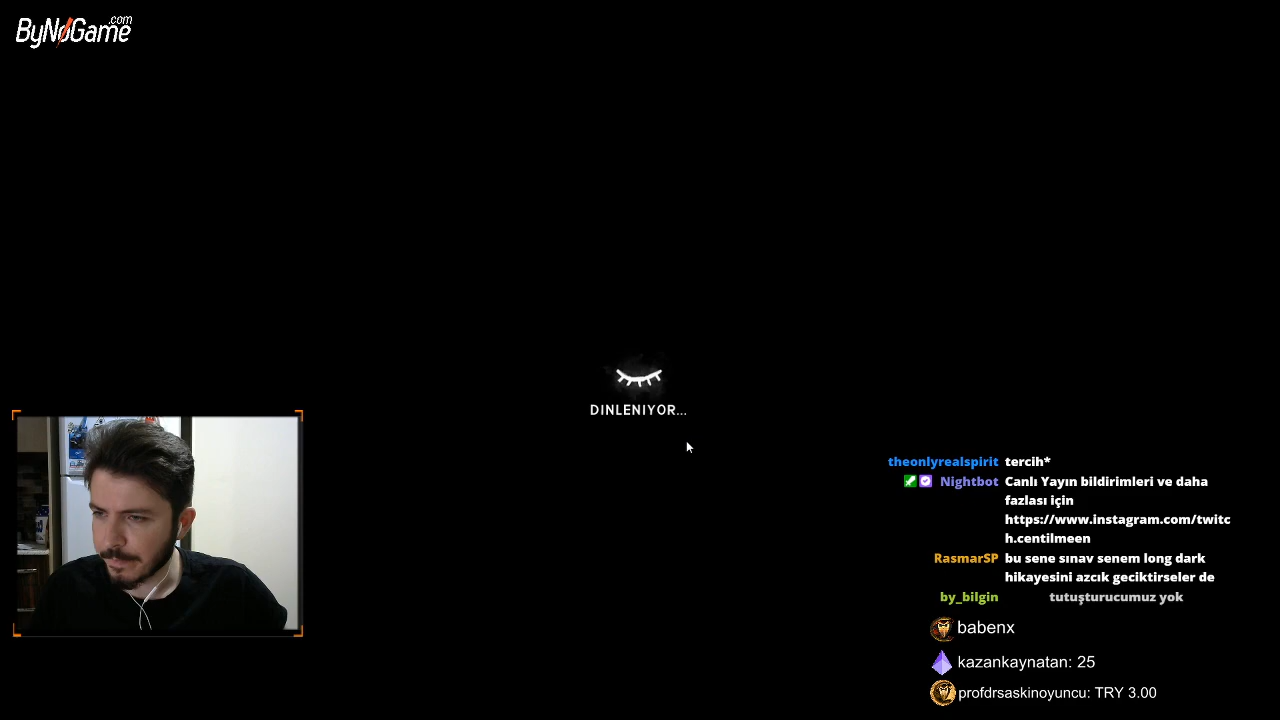 ByNoGame.com
DINLENIYOR...
theonlyrealspirit tercih*
Nightbot Canlı Yayın bildirimleri ve daha
fazlası için
https://www.instagram.com/twitc
h.centilmeen
RasmarSP bu sene sınav senem long dark
hikayesini azcık geciktirseler de
by_bilgin tutuşturucumuz yok
babenx
kazankaynatan: 25
profdrsaskinoyuncu: TRY 3.00